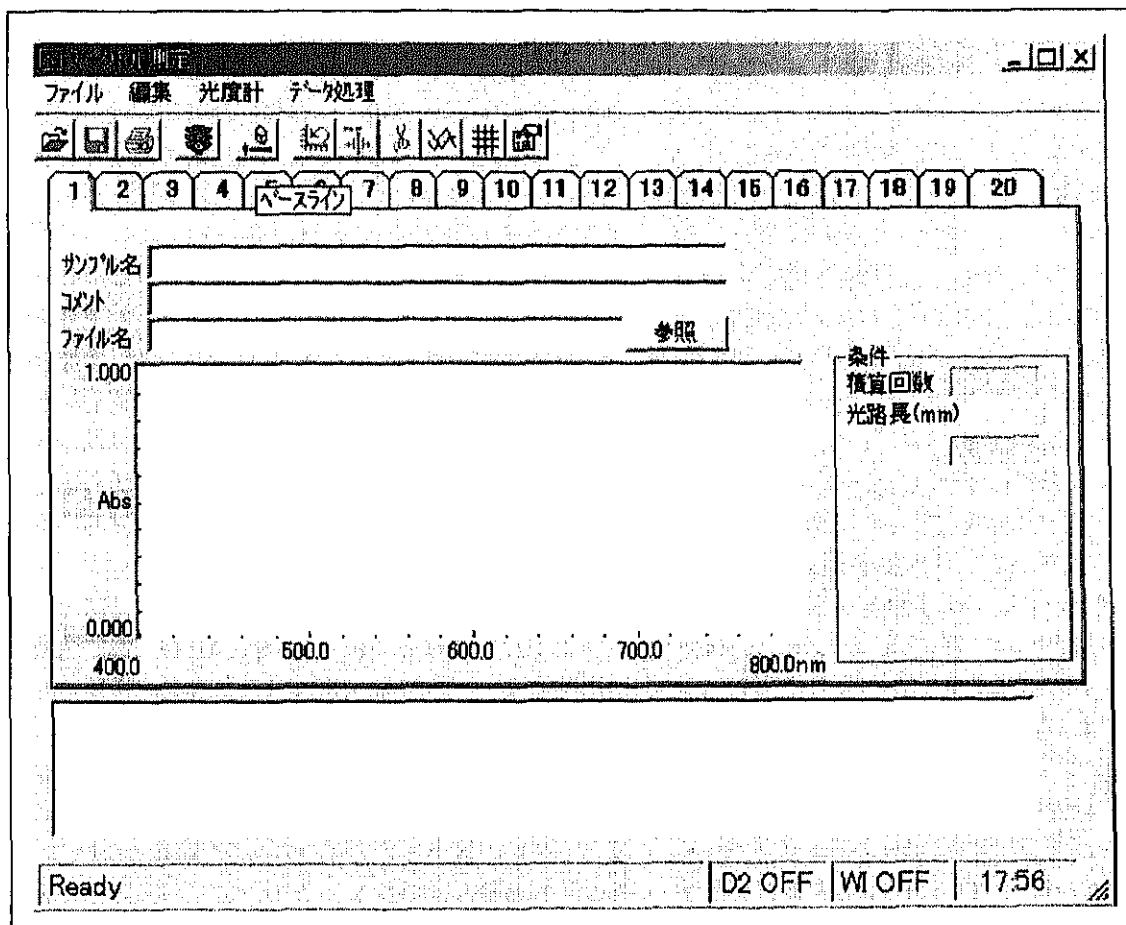 測定
ファイル 編集 光度計 データ処理
1 2 3 4 7 8 9 10 11 12 13 14 15 16 17 18 19 20
ベースライン
サンプル名
コメント
ファイル名 参照
条件
積算回数
光路長(mm)
1.000
Abs
0.000
400.0 500.0 600.0 700.0 800.0nm
Ready D2 OFF WI OFF 17:56